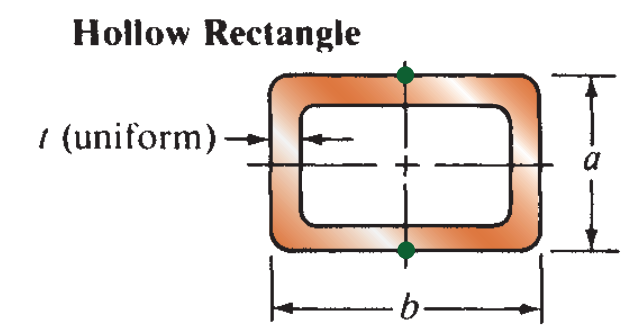 Hollow Rectangle
t (uniform)
a
b